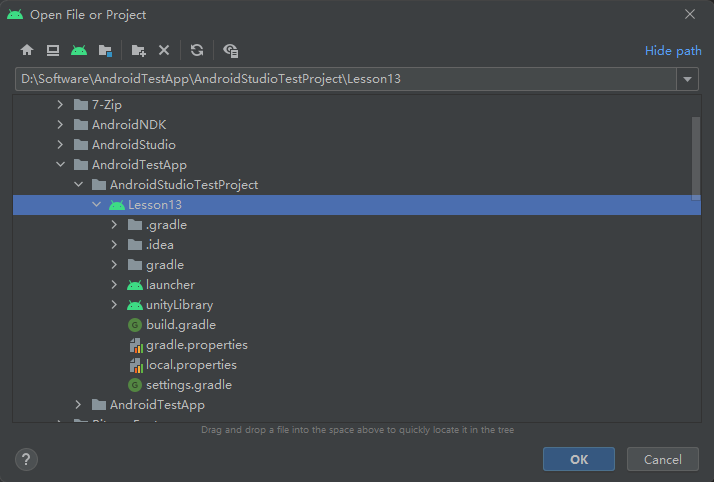 Open File or Project
Hide path
D:\Software\AndroidTestApp\AndroidStudioTestProject\Lesson13
7-Zip
AndroidNDK
AndroidStudio
AndroidTestApp
AndroidStudioTestProject
Lesson13
.gradle
.idea
gradle
launcher
unityLibrary
G build.gradle
gradle.properties
local.properties
G settings.gradle
AndroidTestApp
Drag and drop a file into the space above to quickly locate it in the tree
? OK Cancel